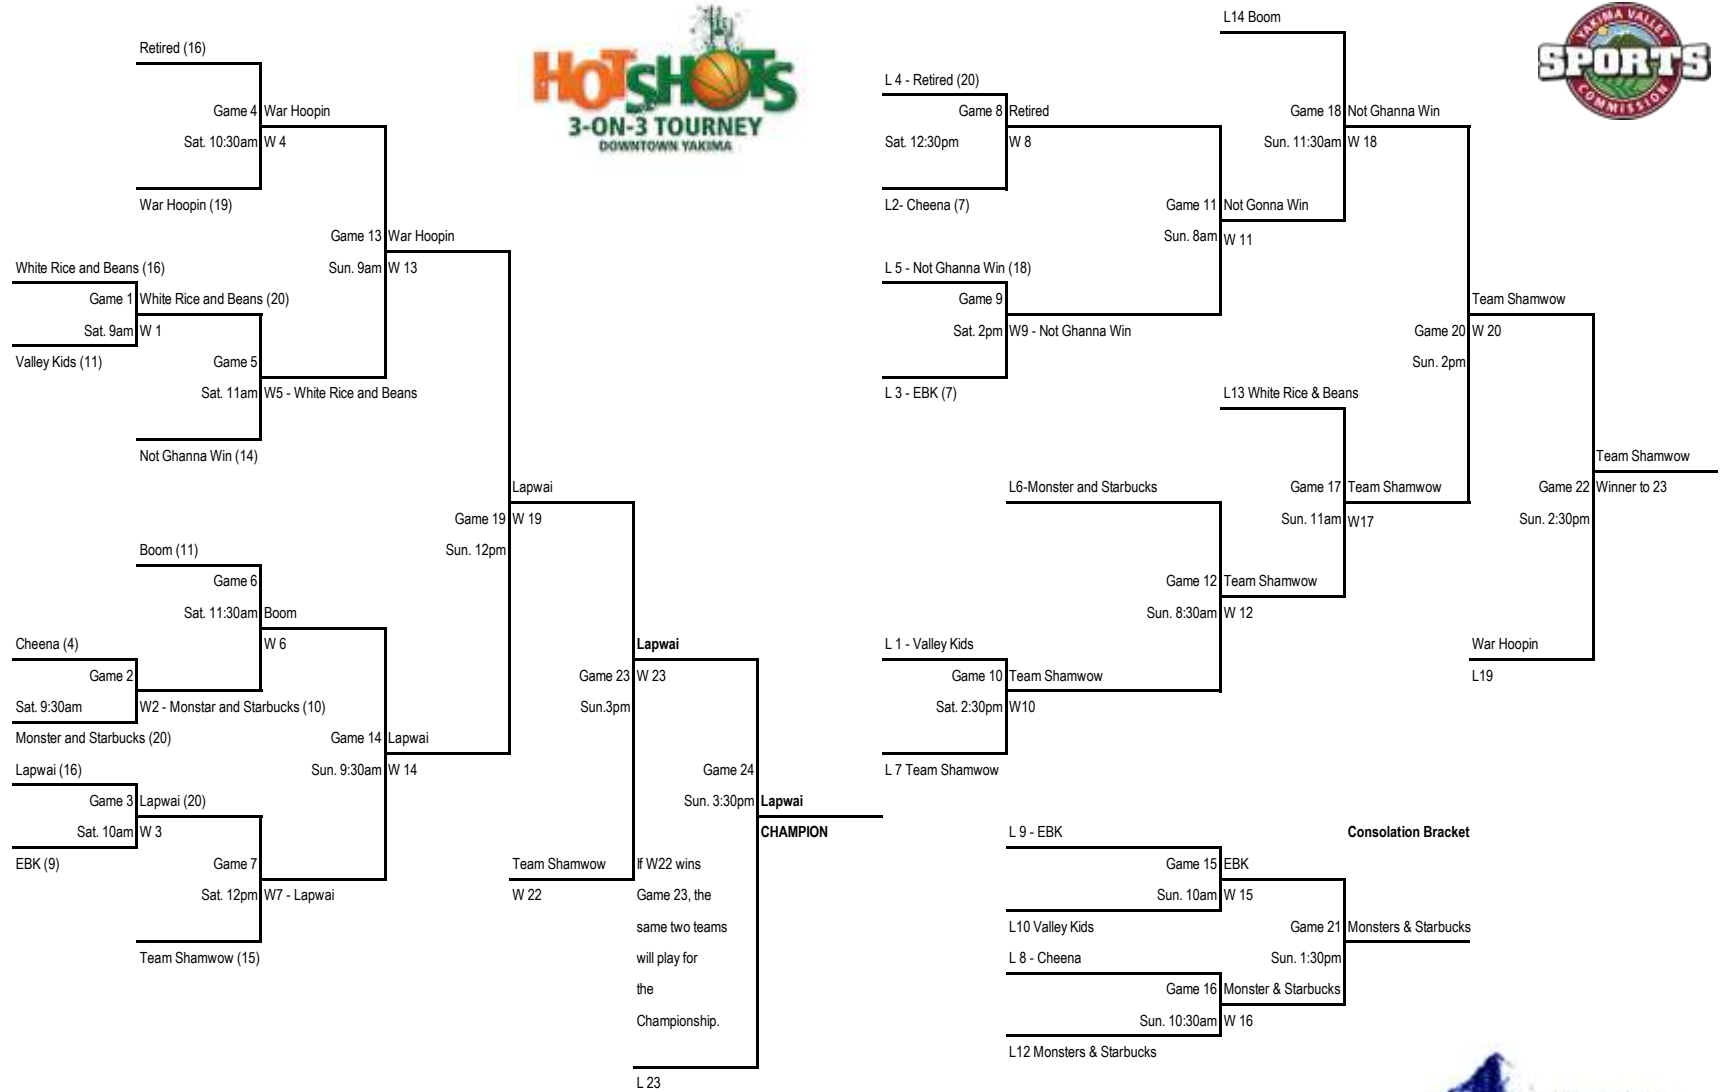 Retired (16)
Game 4 War Hoopin
Sat. 10:30am W 4
War Hoopin (19)
Game 13 War Hoopin
Sun. 9am W 13
White Rice and Beans (16)
Game 1 White Rice and Beans (20)
Sat. 9am W 1
Valley Kids (11)
Game 5
Sat. 11am W5 - White Rice and Beans
Not Ghanna Win (14)
Lapwai
Game 19 W 19
Sun. 12pm
Boom (11)
Game 6
Sat. 11:30am Boom
W 6
Cheena (4)
Game 2
Sat. 9:30am
W2 - Monstar and Starbucks (10)
Monster and Starbucks (20)
Game 14 Lapwai
Sun. 9:30am W 14
Lapwai (16)
Game 3 Lapwai (20)
Sat. 10am W 3
EBK (9)
Game 7
Sat. 12pm W7 - Lapwai
Team Shamwow (15)
Lapwai
Game 23 W 23
Sun.3pm
Game 24
Sun. 3:30pm Lapwai
CHAMPION
Team Shamwow
W 22
If W22 wins
Game 23, the
same two teams
will play for
the
Championship.
L 23
HOTSHOTS
3-ON-3 TOURNEY
DOWNTOWN YAKIMA
YAKIMA VALLEY
SPORTS
COMMISSION
L14 Boom
L 4 - Retired (20)
Game 8 Retired
Sat. 12:30pm W 8
L2- Cheena (7)
Game 18 Not Ghanna Win
Sun. 11:30am W 18
Game 11 Not Gonna Win
Sun. 8am W 11
L 5 - Not Ghanna Win (18)
Game 9
Sat. 2pm W9 - Not Ghanna Win
L 3 - EBK (7)
Team Shamwow
Game 20 W 20
Sun. 2pm
L13 White Rice & Beans
Team Shamwow
Game 22 Winner to 23
Sun. 2:30pm
L6-Monster and Starbucks
Game 17 Team Shamwow
Sun. 11am W17
Game 12 Team Shamwow
Sun. 8:30am W 12
L 1 - Valley Kids
Game 10 Team Shamwow
Sat. 2:30pm W10
L 7 Team Shamwow
War Hoopin
L19
Consolation Bracket
L 9 - EBK
Game 15 EBK
Sun. 10am W 15
L10 Valley Kids
Game 21 Monsters & Starbucks
Sun. 1:30pm
L 8 - Cheena
Game 16 Monster & Starbucks
Sun. 10:30am W 16
L12 Monsters & Starbucks